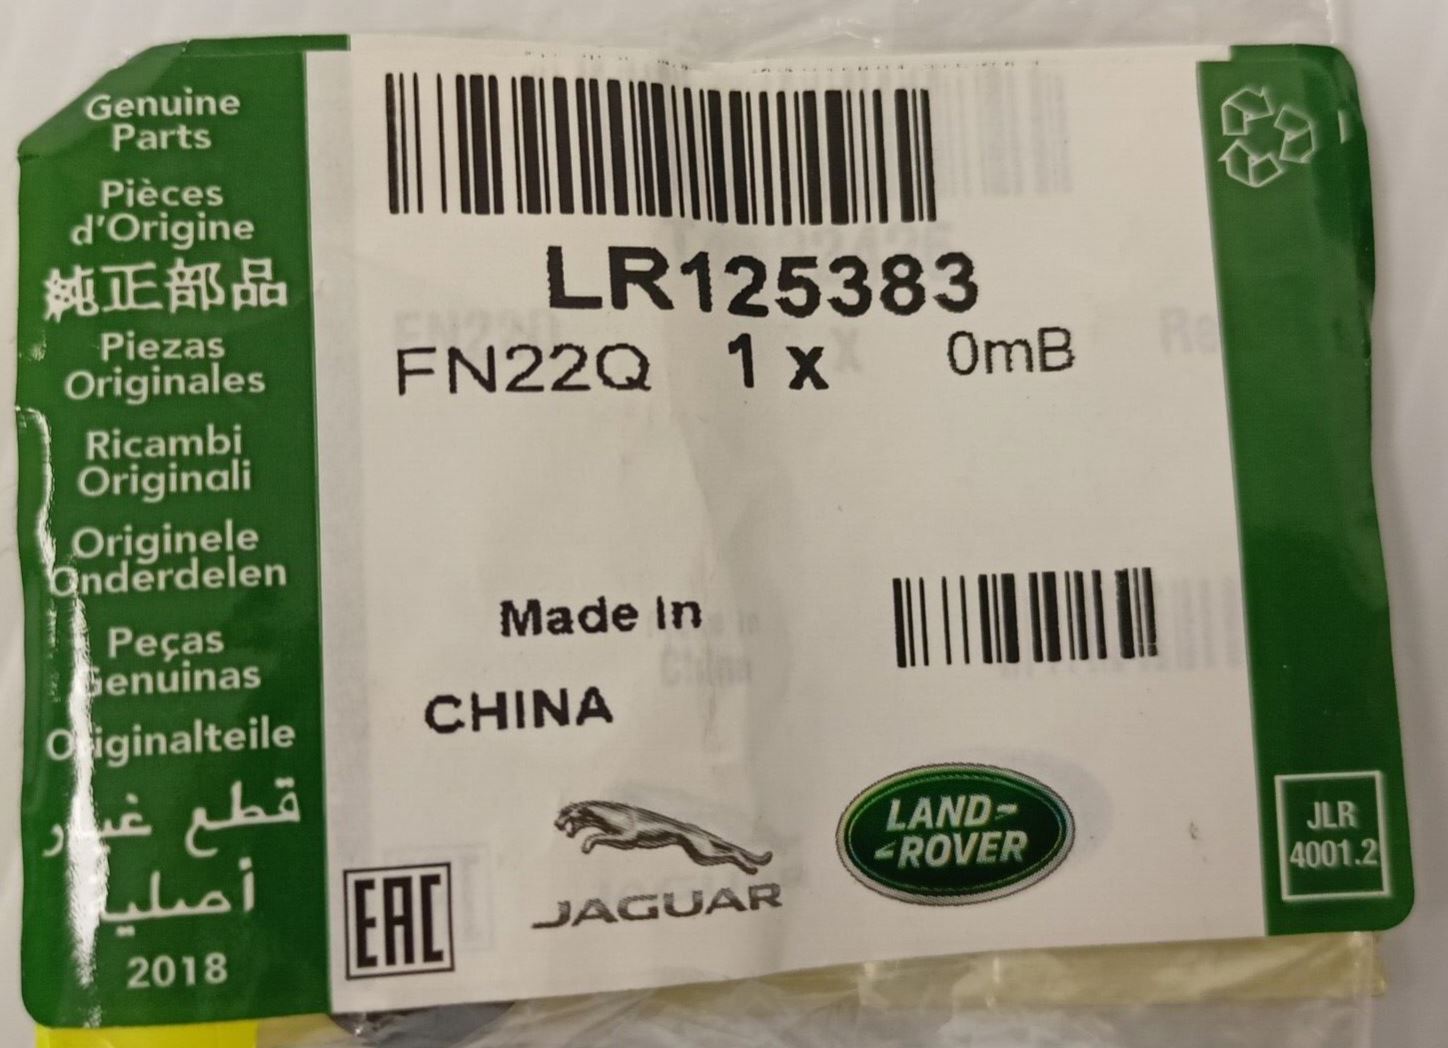 Genuine
Parts
Pièces
d'Origine
純正部品
Piezas
Originales
Ricambi
Originali
Originele
Onderdelen
Peças
Genuinas
Originalteile
قطع غيار
أصلية
2018
LR125383
FN22Q 1 x 0mB
Made In
CHINA
EAC
JAGUAR
LAND-
-ROVER
JLR
4001.2